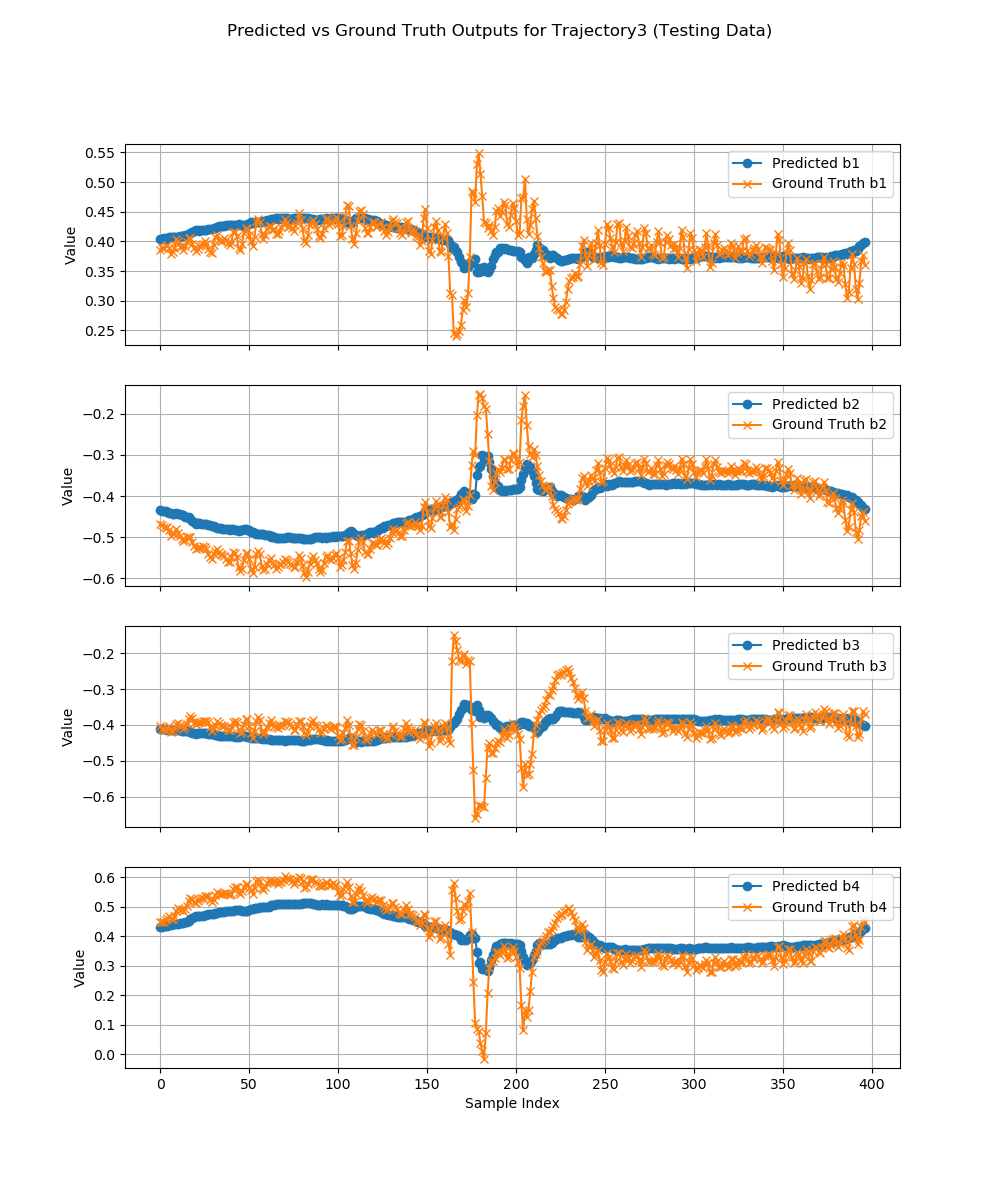 Predicted vs Ground Truth Outputs for Trajectory3 (Testing Data)
0.55
0.50
0.45
0.40
0.35
0.30
0.25
Value
Predicted b1
Ground Truth b1
−0.2
−0.3
−0.4
−0.5
−0.6
Value
Predicted b2
Ground Truth b2
−0.2
−0.3
−0.4
−0.5
−0.6
Value
Predicted b3
Ground Truth b3
0.6
0.5
0.4
0.3
0.2
0.1
0.0
Value
Predicted b4
Ground Truth b4
0 50 100 150 200 250 300 350 400
Sample Index